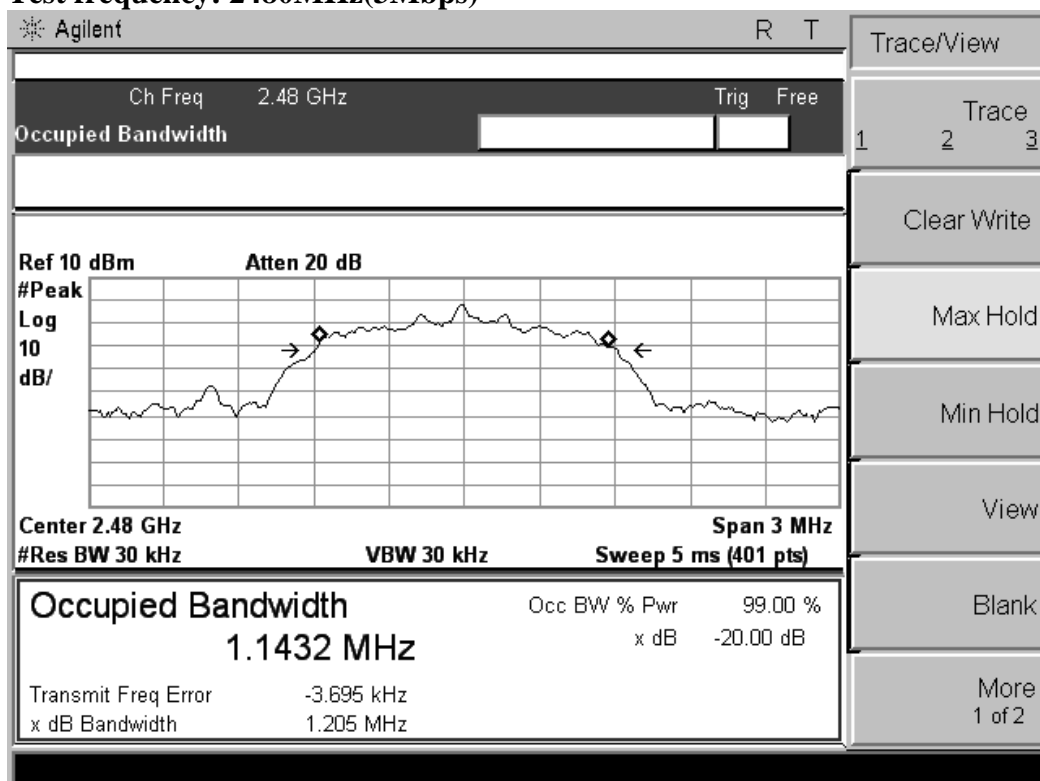 Test frequency: 2480MHz(3Mbps)
Agilent R T
Trace/View
Ch Freq 2.48 GHz Trig Free
Occupied Bandwidth
Trace
1 2 3
Clear Write
Ref 10 dBm Atten 20 dB
#Peak
Log
10
dB/
Max Hold
Min Hold
View
Center 2.48 GHz Span 3 MHz
#Res BW 30 kHz VBW 30 kHz Sweep 5 ms (401 pts)
Occupied Bandwidth Occ BW % Pwr 99.00 %
1.1432 MHz x dB -20.00 dB
Blank
Transmit Freq Error -3.695 kHz
x dB Bandwidth 1.205 MHz
More
1 of 2